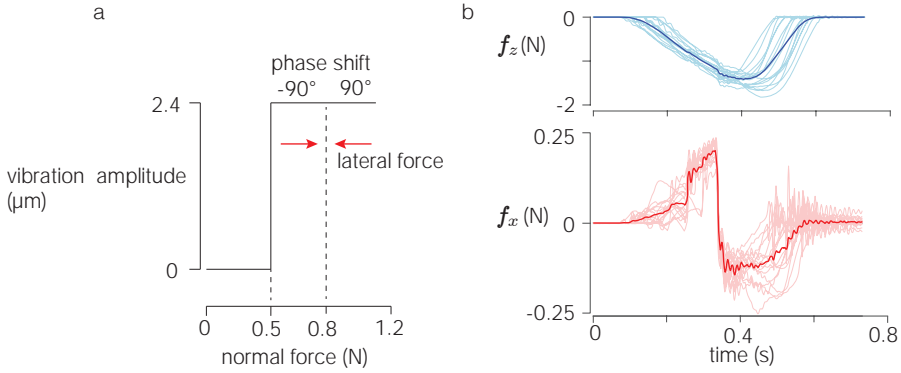 a
phase shift
-90° 90°
2.4
lateral force
vibration amplitude
(µm)
0
0 0.5 0.8 1.2
normal force (N)
b
0
f_z (N)
-2
0.25
f_x (N)
0
-0.25
0 0.4 0.8
time (s)